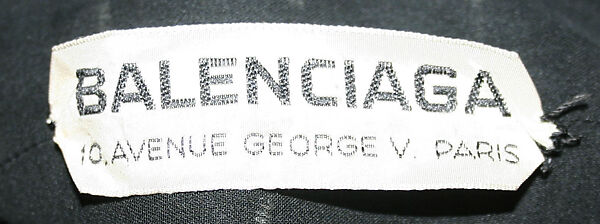 BALENCIAGA
10, AVENUE GEORGE V. PARIS